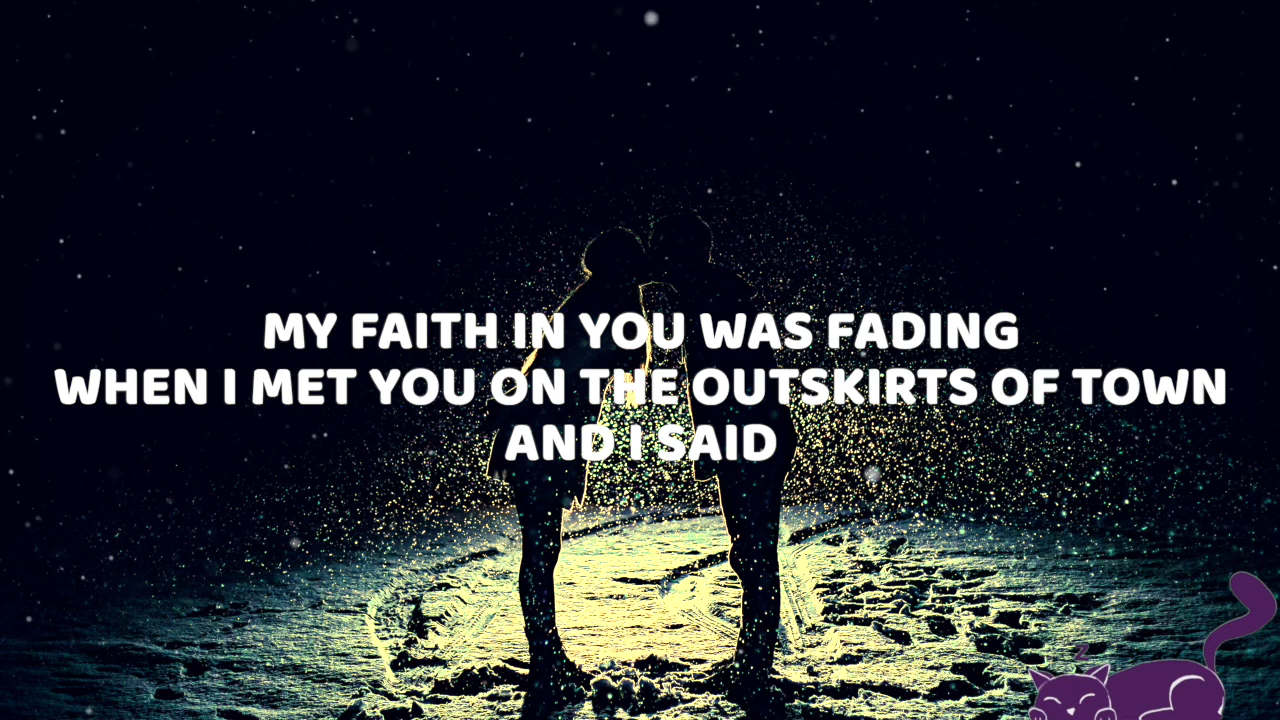 MY FAITH IN YOU WAS FADING
WHEN I MET YOU ON THE OUTSKIRTS OF TOWN
AND I SAID
z